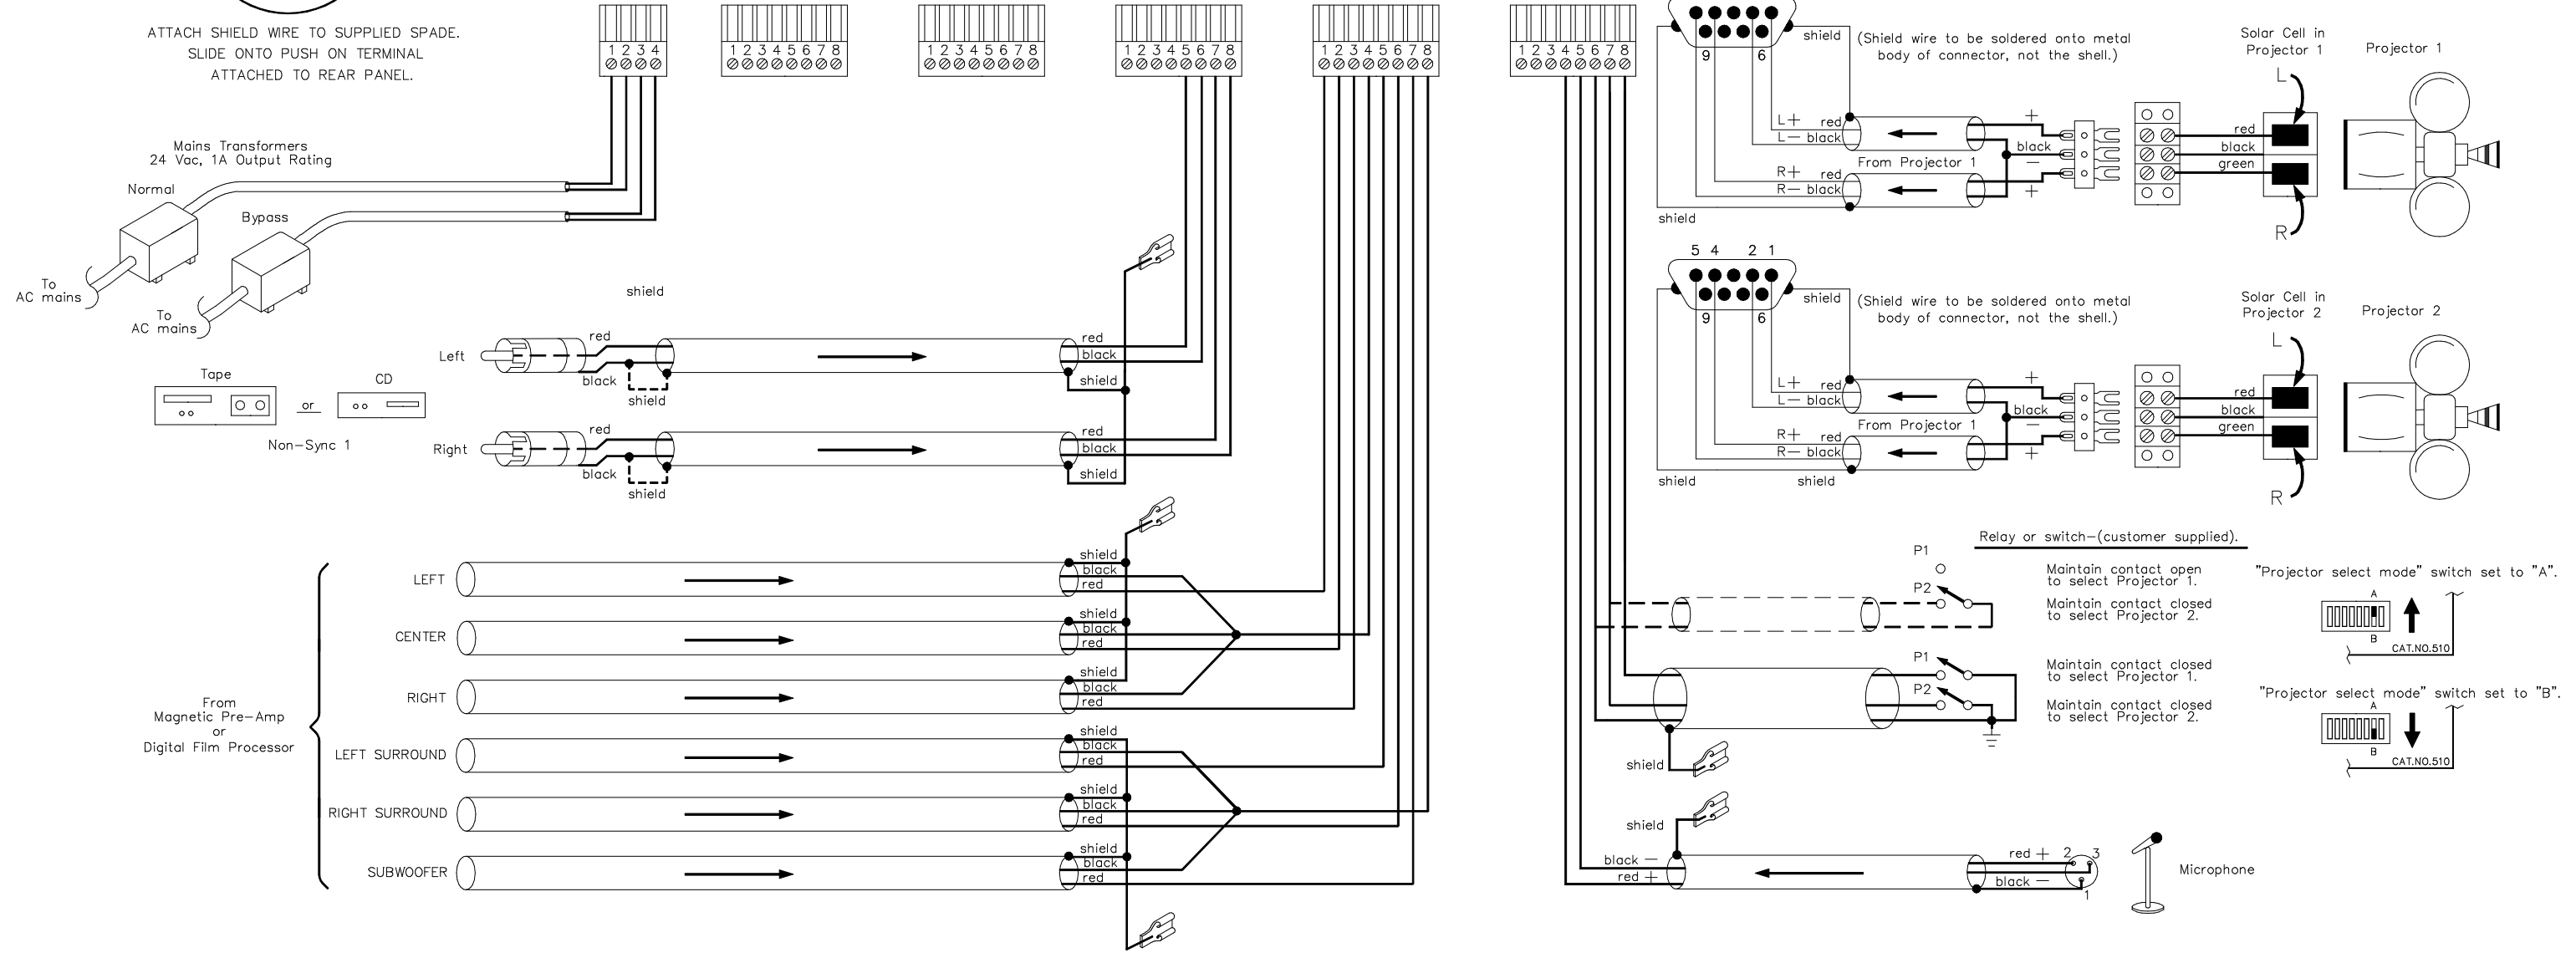 ATTACH SHIELD WIRE TO SUPPLIED SPADE.
SLIDE ONTO PUSH ON TERMINAL
ATTACHED TO REAR PANEL.
1 2 3 4
1 2 3 4 5 6 7 8
1 2 3 4 5 6 7 8
1 2 3 4 5 6 7 8
1 2 3 4 5 6 7 8
1 2 3 4 5 6 7 8
Mains Transformers
24 Vac, 1A Output Rating
Normal
Bypass
To
AC mains
To
AC mains
shield
Left
red
black
shield
red
black
shield
Tape
or
CD
Non-Sync 1
Right
red
black
shield
red
black
shield
From
Magnetic Pre-Amp
or
Digital Film Processor
LEFT
shield
black
red
CENTER
shield
black
red
RIGHT
shield
black
red
LEFT SURROUND
shield
black
red
RIGHT SURROUND
shield
black
red
SUBWOOFER
shield
black
red
9 6
shield
(Shield wire to be soldered onto metal
body of connector, not the shell.)
Solar Cell in
Projector 1
Projector 1
L
L+ red
L- black
From Projector 1
R+ red
R- black
shield
+
black
-
+
red
black
green
R
5 4 2 1
9 6
shield
(Shield wire to be soldered onto metal
body of connector, not the shell.)
Solar Cell in
Projector 2
Projector 2
L
L+ red
L- black
From Projector 1
R+ red
R- black
shield
shield
+
black
-
+
red
black
green
R
Relay or switch-(customer supplied).
P1
P2
Maintain contact open
to select Projector 1.
Maintain contact closed
to select Projector 2.
"Projector select mode" switch set to "A".
A
B
CAT.NO.510
P1
P2
Maintain contact closed
to select Projector 1.
Maintain contact closed
to select Projector 2.
"Projector select mode" switch set to "B".
A
B
CAT.NO.510
shield
shield
black -
red +
red + 2 3
black -
1
Microphone